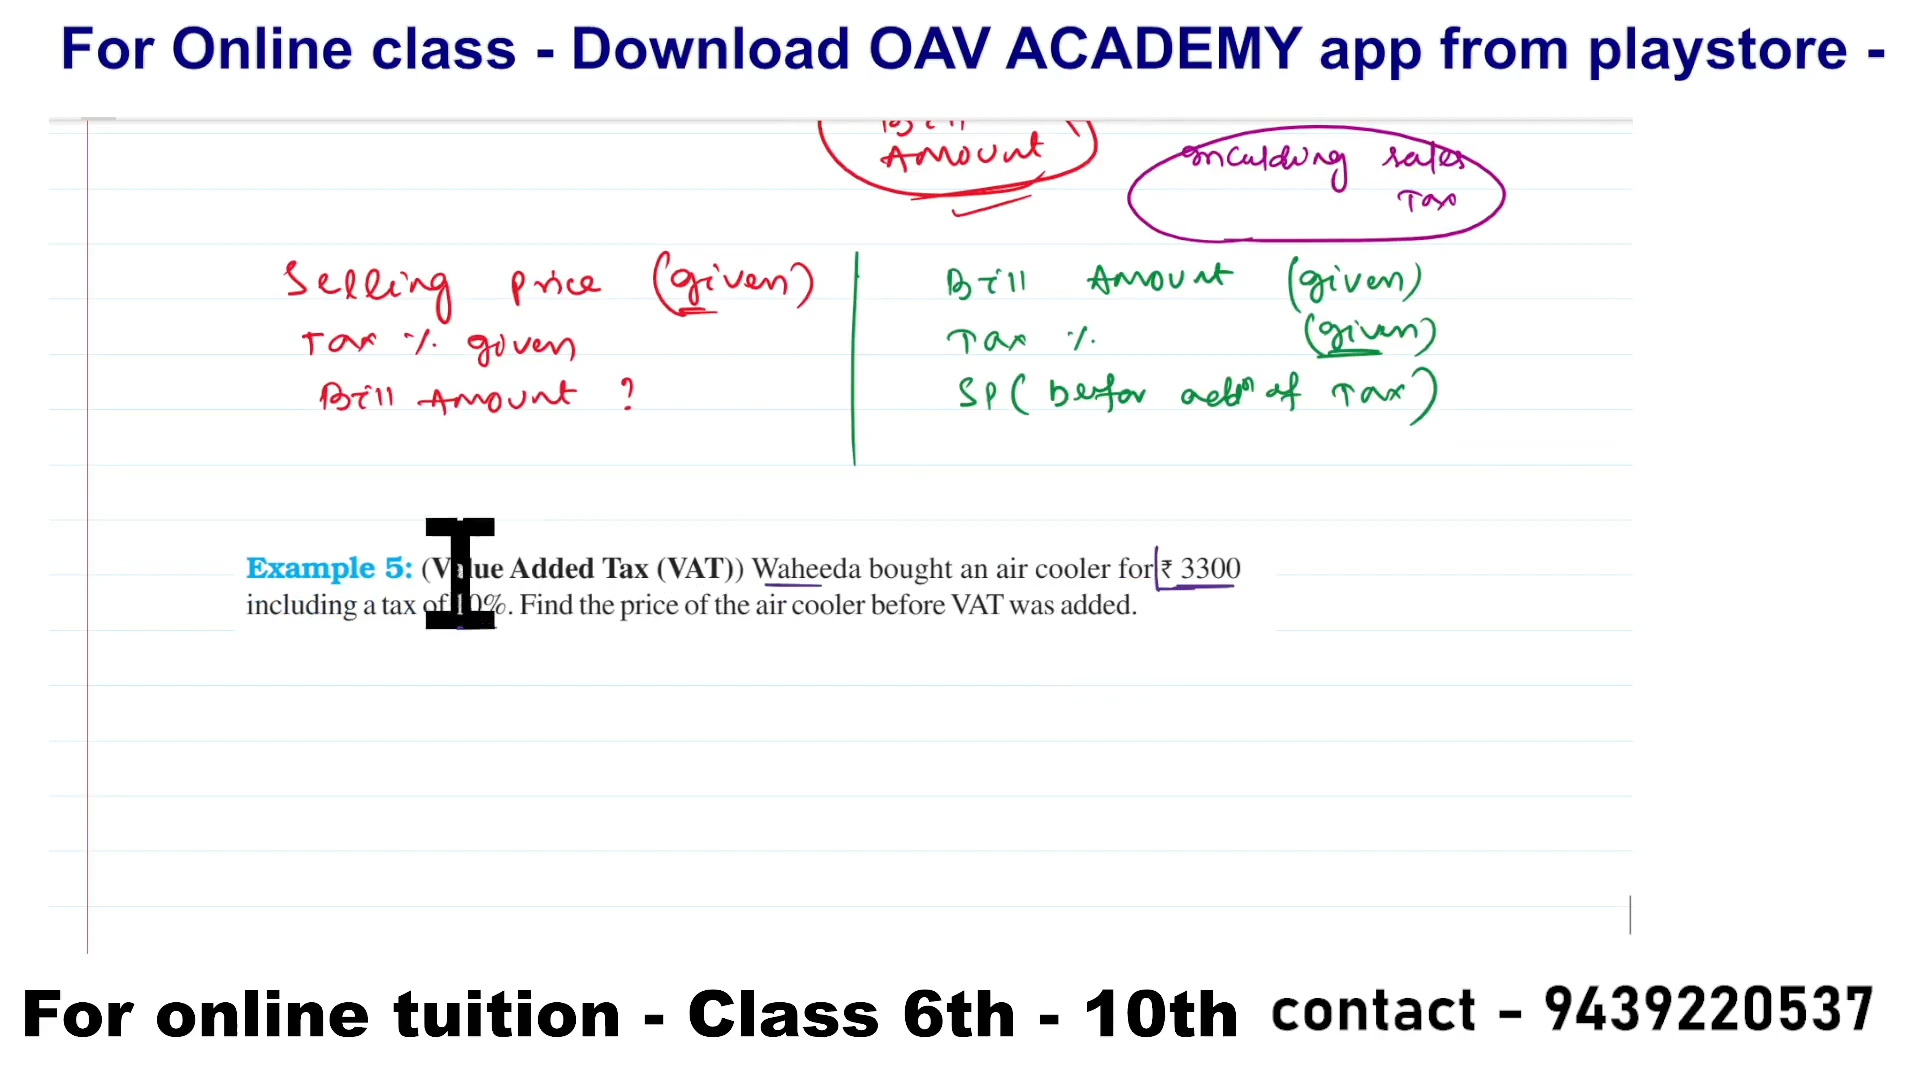 For Online class - Download OAV ACADEMY app from playstore -
Bill
Amount
Inculding sales
Tax
Selling Price (given)
Tax % given
Bill Amount ?
Bill Amount (given)
Tax % (given)
SP ( befor of Tax)
Example 5: (Value Added Tax (VAT)) Waheeda bought an air cooler for ₹ 3300
including a tax of 10%. Find the price of the air cooler before VAT was added.
For online tuition - Class 6th - 10th contact - 9439220537